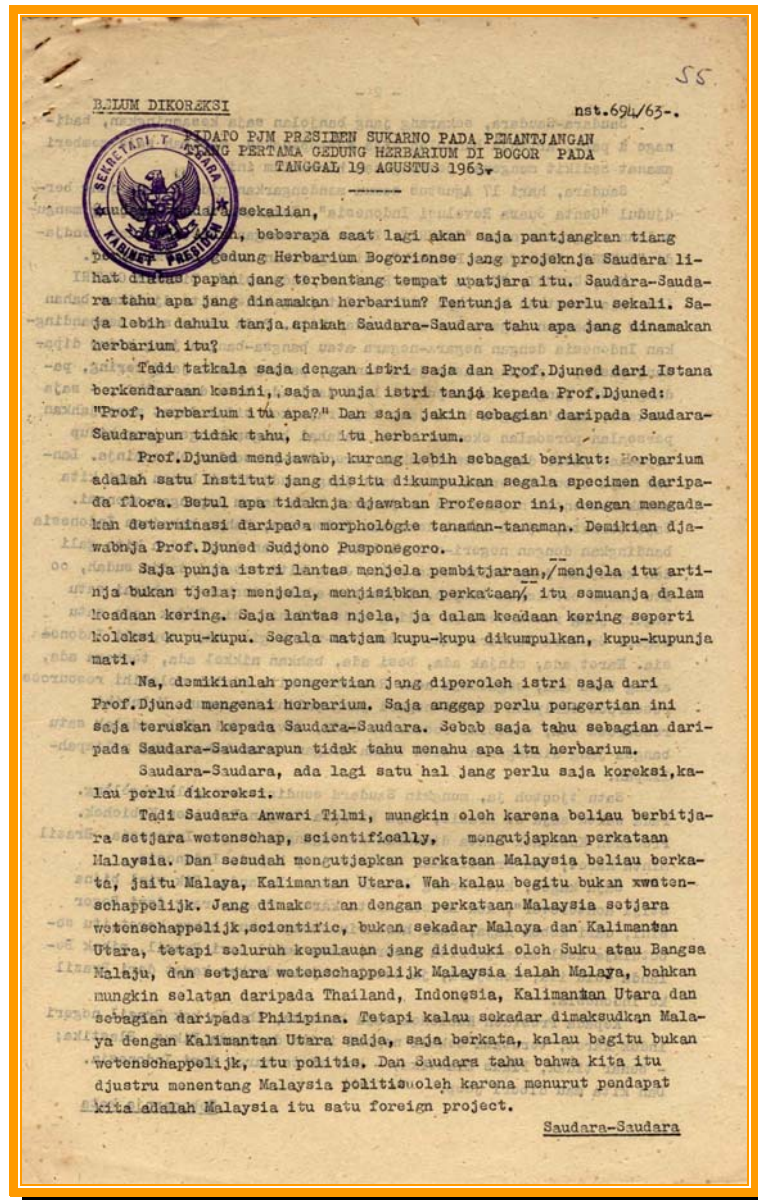 55
BELUM DIKOREKSI
nst.694/63-.
PIDATO PJM PRESIDEN SUKARNO PADA PEMANTJANGAN
TIANG PERTAMA GEDUNG HERBARIUM DI BOGOR PADA
TANGGAL 19 AGUSTUS 1963.
SEKRETARIAT NEGARA
KABINET PRESIDEN
sekalian,
beberapa saat lagi akan saja pantjangkan tiang
gedung Herbarium Bogoriense jang projeknja Saudara li-
hat diatas papan jang terbentang tempat upatjara itu. Saudara-Sauda-
ra tahu apa jang dinamakan herbarium? Tentunja itu perlu sekali. Sa-
ja lebih dahulu tanja,apakah Saudara-Saudara tahu apa jang dinamakan
herbarium itu?
Tadi tatkala saja dengan istri saja dan Prof.Djuned dari Istana
berkendaraan kesini, saja punja istri tanja kepada Prof.Djuned:
"Prof, herbarium itu apa?" Dan saja jakin sebagian daripada Saudara-
Saudarapun tidak tahu, itu herbarium.
Prof.Djuned mendjawab, kurang lebih sebagai berikut: Herbarium
adalah satu Institut jang disitu dikumpulkan segala specimen daripa-
da flora. Betul apa tidaknja djawaban Professor ini, dengan mengada-
kan determinasi daripada morphológie tanaman-tanaman. Demikian dja-
wabnja Prof.Djuned Sudjono Pusponegoro.
Saja punja istri lantas menjela pembitjaraan,/menjela itu arti-
nja bukan tjela; menjela, menjisibkan perkataan/, itu semuanja dalam
keadaan kering. Saja lantas njela, ja dalam keadaan kering seperti
koleksi kupu-kupu. Segala matjam kupu-kupu dikumpulkan, kupu-kupunja
mati.
Na, demikianlah pengertian jang diperoleh istri saja dari
Prof.Djuned mengenai herbarium. Saja anggap perlu pengertian ini
saja teruskan kepada Saudara-Saudara. Sebab saja tahu sebagian dari-
pada Saudara-Saudarapun tidak tahu menahu apa itu herbarium.
Saudara-Saudara, ada lagi satu hal jang perlu saja koreksi,ka-
lau perlu dikoreksi.
Tadi Saudara Anwari Tilmi, mungkin oleh karena beliau berbitja-
ra setjara wetenschap, scientifically, mengutjapkan perkataan
Malaysia. Dan sesudah mengutjapkan perkataan Malaysia beliau berka-
ta, jaitu Malaya, Kalimantan Utara. Wah kalau begitu bukan xweten-
schappelijk. Jang dimaks an dengan perkataan Malaysia setjara
wetenschappelijk,scientific, bukan sekadar Malaya dan Kalimantan
Utara, tetapi seluruh kepulauan jang diduduki oleh Suku atau Bangsa
Malaju, dan setjara wetenschappelijk Malaysia ialah Malaya, bahkan
mungkin selatan daripada Thailand, Indonesia, Kalimantan Utara dan
sebagian daripada Philipina. Tetapi kalau sekadar dimaksudkan Mala-
ya dengan Kalimantan Utara sadja, saja berkata, kalau begitu bukan
wetenschappelijk, itu politis. Dan Saudara tahu bahwa kita itu
djustru menentang Malaysia politis oleh karena menurut pendapat
kita adalah Malaysia itu satu foreign project.
Saudara-Saudara